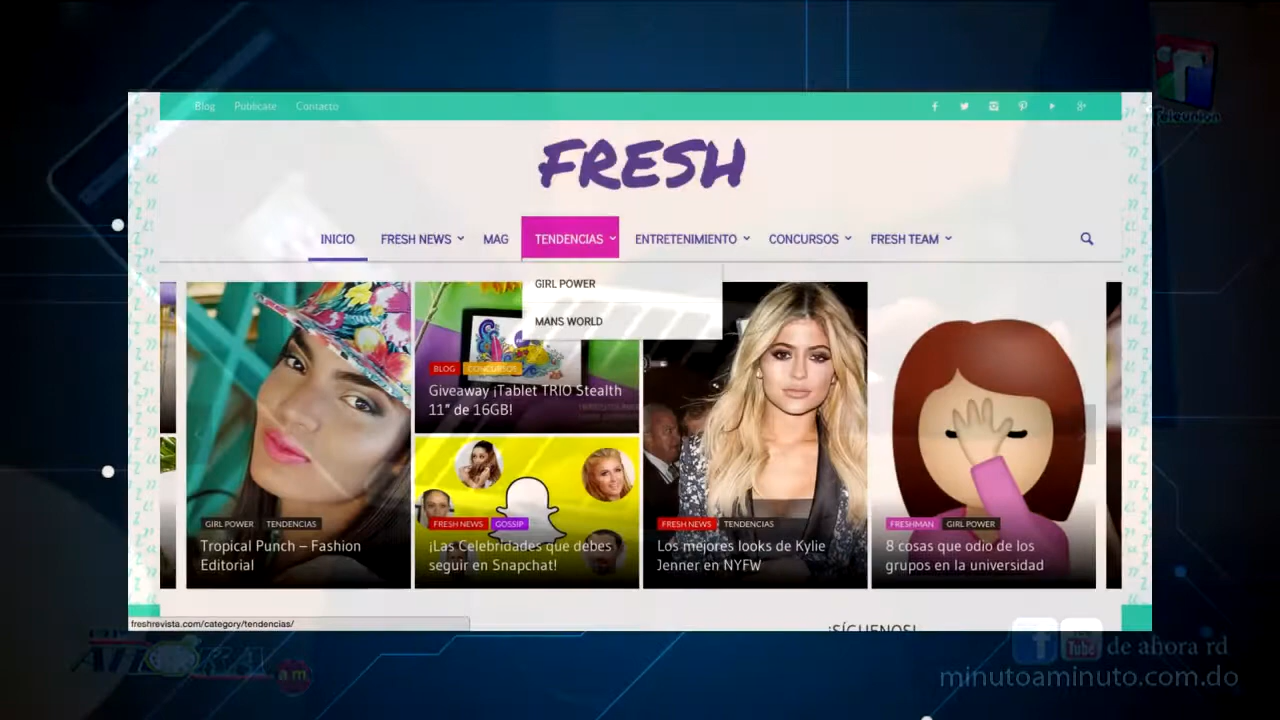 Blog Publicate Contacto
Teleunion
FRESH
INICIO FRESH NEWS MAG TENDENCIAS ENTRETENIMIENTO CONCURSOS FRESH TEAM
GIRL POWER
MANS WORLD
BLOG CONCURSOS
Giveaway ¡Tablet TRIO Stealth
11" de 16GB!
GIRL POWER TENDENCIAS
Tropical Punch – Fashion
Editorial
FRESH NEWS GOSSIP
¡Las Celebridades que debes
seguir en Snapchat!
FRESH NEWS TENDENCIAS
Los mejores looks de Kylie
Jenner en NYFW
FRESHMAN GIRL POWER
8 cosas que odio de los
grupos en la universidad
freshrevista.com/category/tendencias/
¡SÍGUENOS!
a.m.
f You Tube de ahora rd
minutoaminuto.com.do